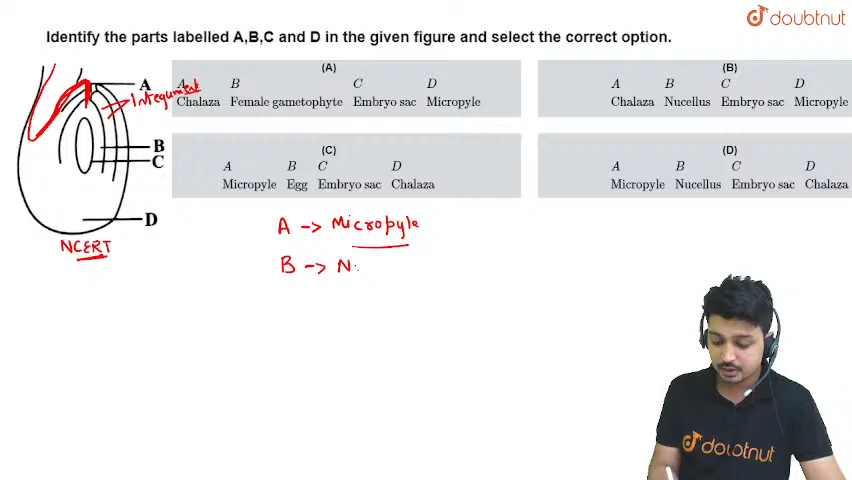 doubtnut
Identify the parts labelled A,B,C and D in the given figure and select the correct option.
(A)
A B C D
Chalaza Female gametophyte Embryo sac Micropyle
(B)
A B C D
Chalaza Nucellus Embryo sac Micropyle
A
Integument
B
C
D
NCERT
(C)
A B C D
Micropyle Egg Embryo sac Chalaza
(D)
A B C D
Micropyle Nucellus Embryo sac Chalaza
A -> Micropyle
B -> N
doubtnut